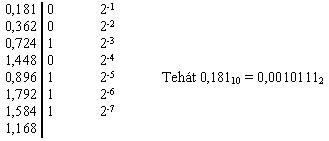 0,181 0 2⁻¹
0,362 0 2⁻²
0,724 1 2⁻³
1,448 0 2⁻⁴
0,896 1 2⁻⁵ Tehát 0,181₁₀ = 0,0010111₂
1,792 1 2⁻⁶
1,584 1 2⁻⁷
1,168